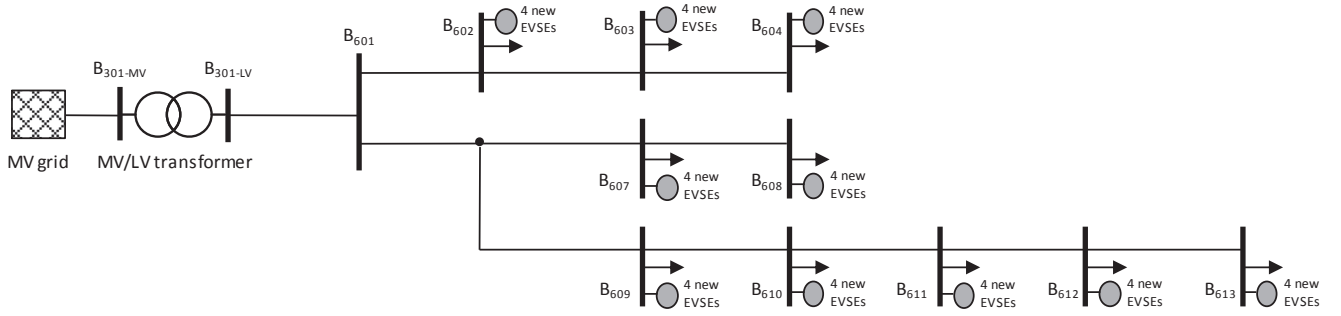 4 new
EVSEs
4 new
EVSEs
4 new
EVSEs
B602
B603
B604
B601
B301-MV
B301-LV
MV grid
MV/LV transformer
4 new
EVSEs
4 new
EVSEs
B607
B608
4 new
EVSEs
4 new
EVSEs
4 new
EVSEs
4 new
EVSEs
4 new
EVSEs
B609
B610
B611
B612
B613